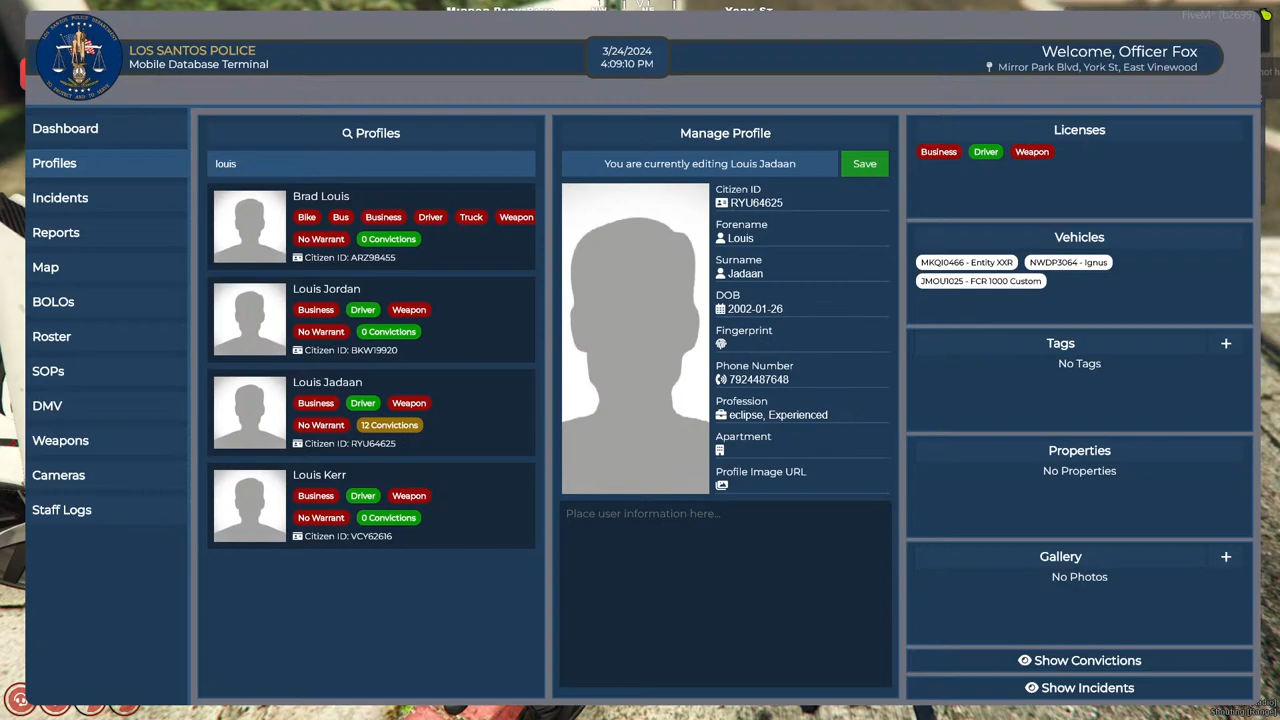 York St
FiveM® (b2699)
LOS SANTOS POLICE
Mobile Database Terminal
3/24/2024
4:09:10 PM
Welcome, Officer Fox
Mirror Park Blvd, York St, East Vinewood
Dashboard
Profiles
Incidents
Reports
Map
BOLOs
Roster
SOPs
DMV
Weapons
Cameras
Staff Logs
Profiles
louis
Brad Louis
Bike Bus Business Driver Truck Weapon
No Warrant 0 Convictions
Citizen ID: ARZ98455
Louis Jordan
Business Driver Weapon
No Warrant 0 Convictions
Citizen ID: BKW19920
Louis Jadaan
Business Driver Weapon
No Warrant 12 Convictions
Citizen ID: RYU64625
Louis Kerr
Business Driver Weapon
No Warrant 0 Convictions
Citizen ID: VCY62616
Manage Profile
You are currently editing Louis Jadaan Save
Citizen ID
RYU64625
Forename
Louis
Surname
Jadaan
DOB
2002-01-26
Fingerprint
Phone Number
7924487648
Profession
eclipse, Experienced
Apartment
Profile Image URL
Place user information here...
Licenses
Business Driver Weapon
Vehicles
MKQI0466 - Entity XXR NWDP3064 - Ignus
JMOU1025 - FCR 1000 Custom
Tags +
No Tags
Properties
No Properties
Gallery +
No Photos
Show Convictions
Show Incidents